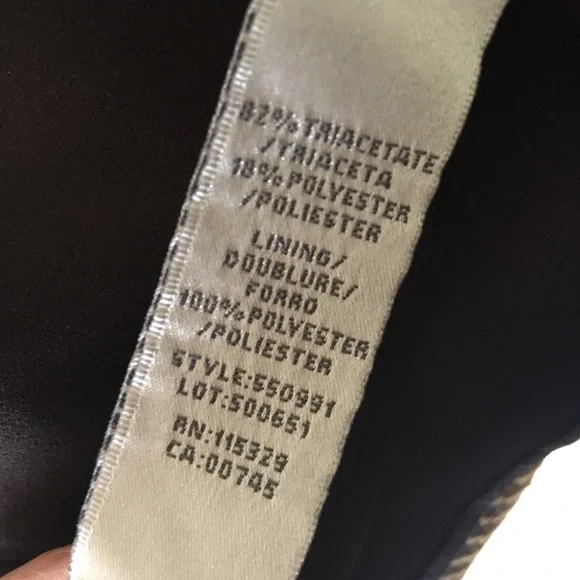 82% TRIACETATE
/TRIACETA
18% POLYESTER
/POLIESTER
LINING/
DOUBLURE/
FORRO
100% POLYESTER
/POLIESTER
STYLE:550991
LOT:500651
RN:115329
CA:00745